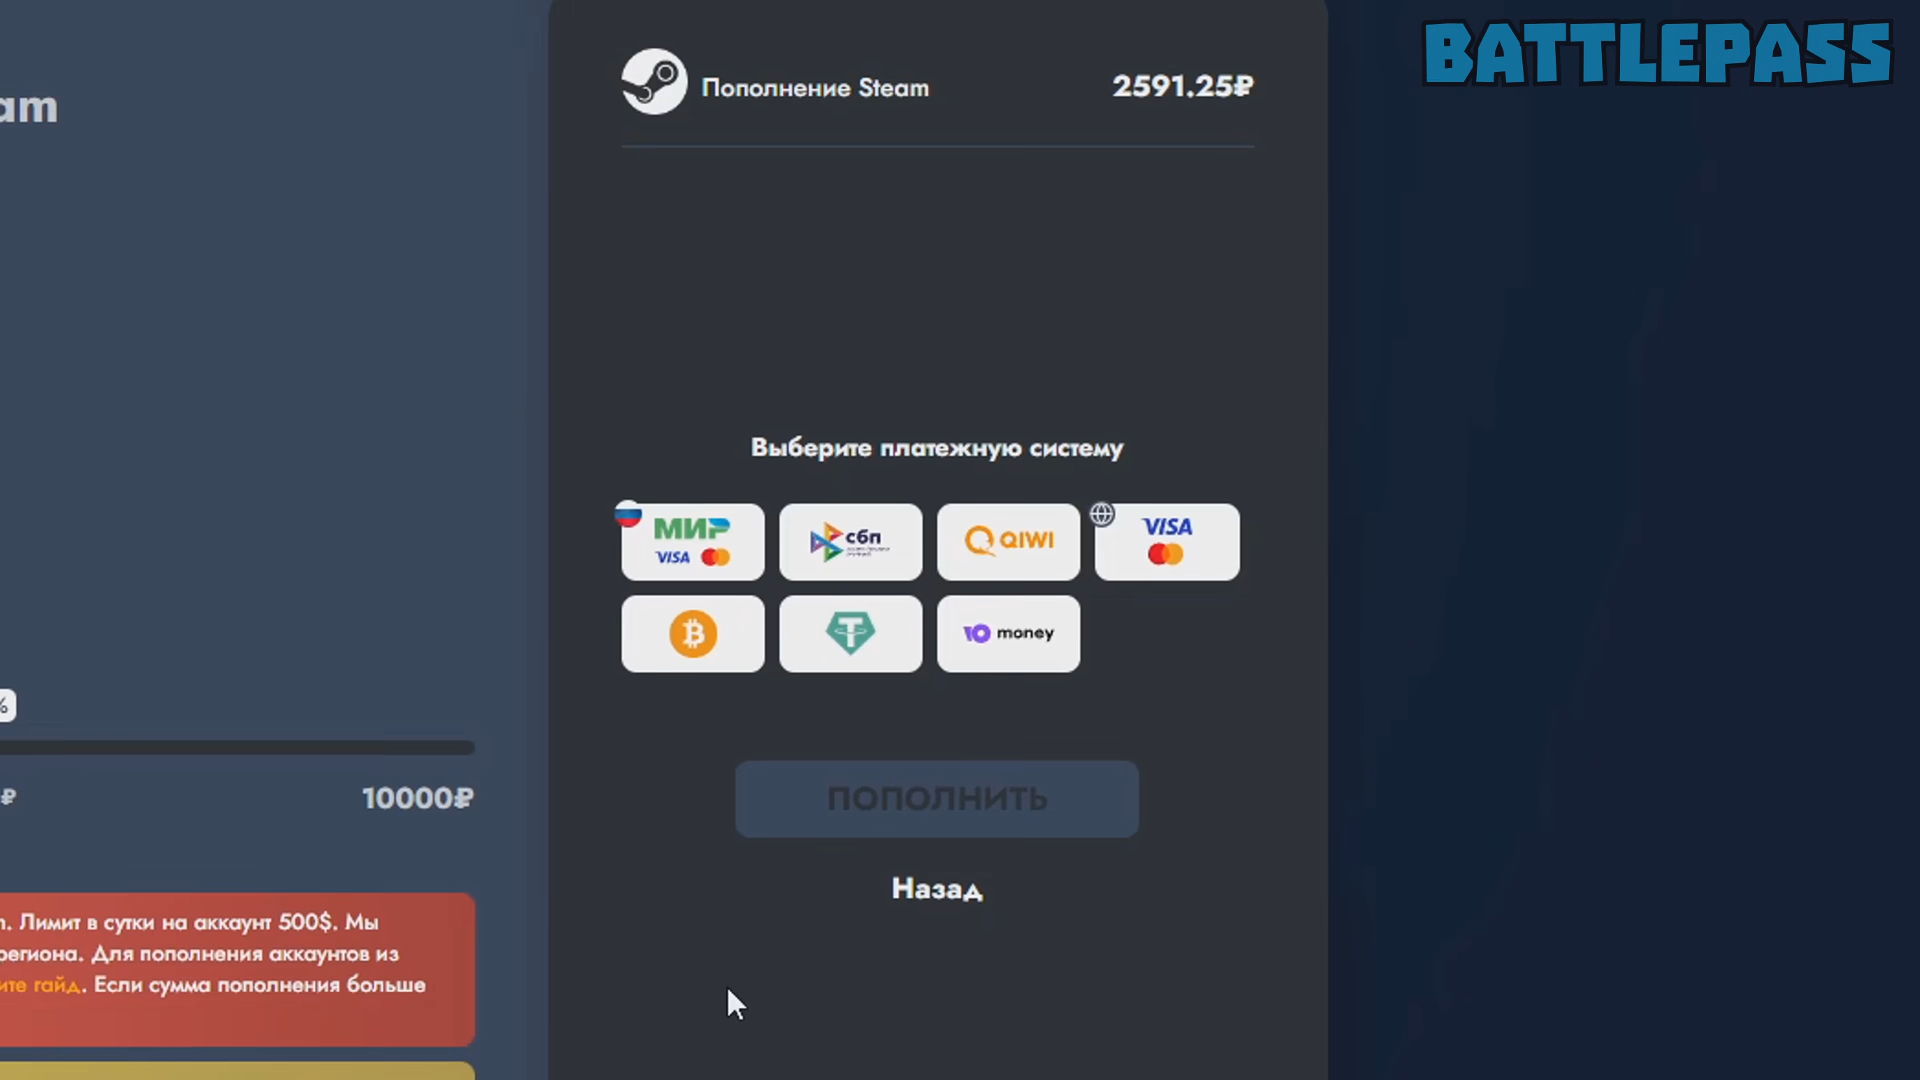 BATTLEPASS
am
Пополнение Steam
2591.25₽
Выберите платежную систему
МИР
VISA
сбп
QIWI
VISA
money
%
₽
10000₽
ПОПОЛНИТЬ
Назад
. Лимит в сутки на аккаунт 500$. Мы
региона. Для пополнения аккаунтов из
ите гайд. Если сумма пополнения больше